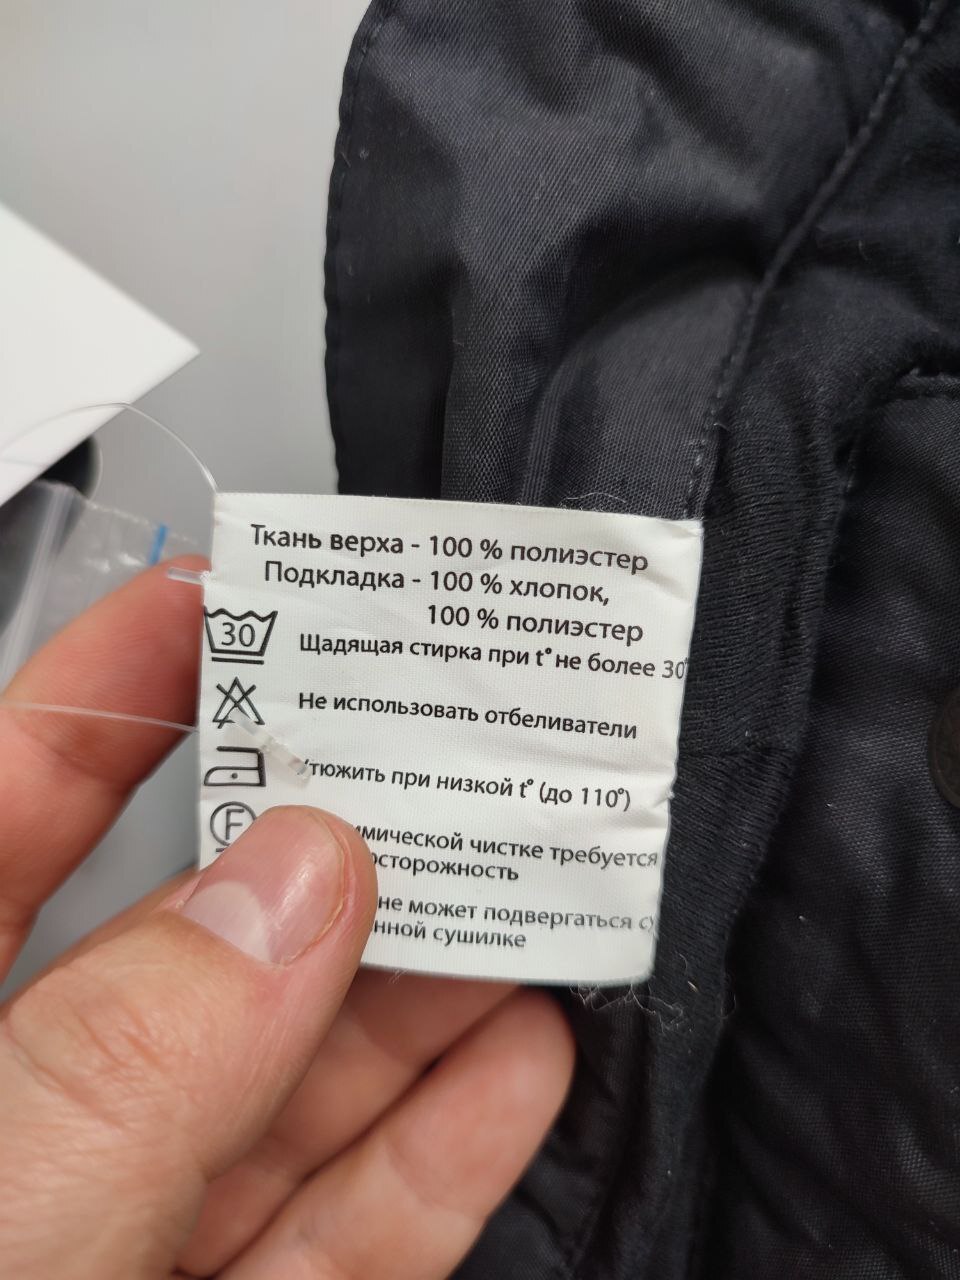 Ткань верха - 100 % полиэстер
Подкладка - 100 % хлопок,
100 % полиэстер
30 Щадящая стирка при t° не более 30°
Не использовать отбеливатели
Утюжить при низкой t° (до 110°)
F
чистке требуется
осторожность
не может подвергаться
сушилке